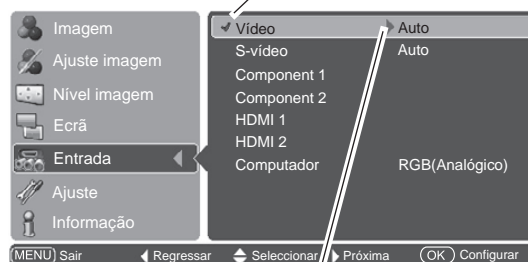 Imagem
Ajuste imagem
Nível imagem
Ecrã
Entrada
Ajuste
Informação
Vídeo Auto
S-vídeo Auto
Component 1
Component 2
HDMI 1
HDMI 2
Computador RGB(Analógico)
MENU Sair Regressar Seleccionar Próxima OK Configurar